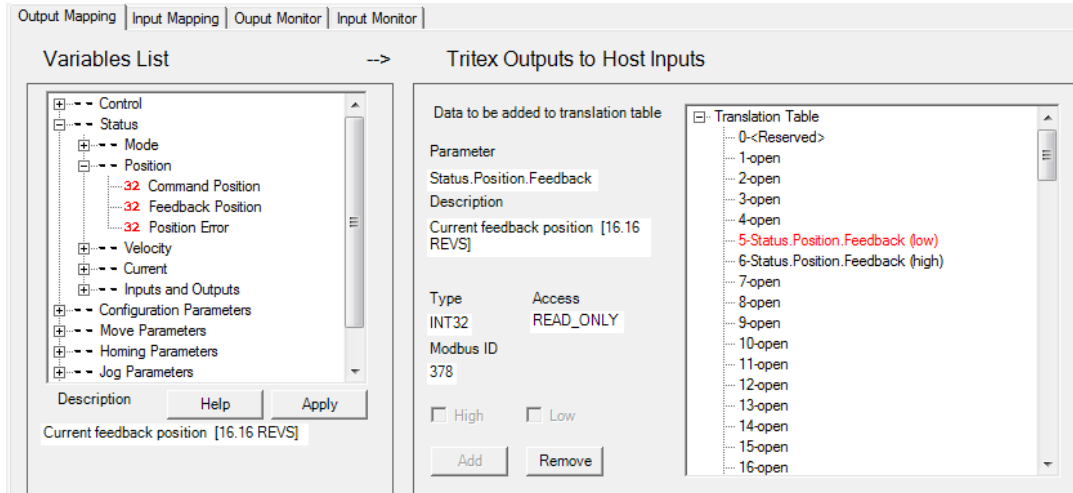 Output Mapping Input Mapping Ouput Monitor Input Monitor
Variables List --> Tritex Outputs to Host Inputs
Control
Status
Mode
Position
32 Command Position
32 Feedback Position
32 Position Error
Velocity
Current
Inputs and Outputs
Configuration Parameters
Move Parameters
Homing Parameters
Jog Parameters
Description Help Apply
Current feedback position [16.16 REVS]
Data to be added to translation table
Parameter
Status.Position.Feedback
Description
Current feedback position [16.16
REVS]
Type Access
INT32 READ_ONLY
Modbus ID
378
High Low
Add Remove
Translation Table
0-<Reserved>
1-open
2-open
3-open
4-open
5-Status.Position.Feedback (low)
6-Status.Position.Feedback (high)
7-open
8-open
9-open
10-open
11-open
12-open
13-open
14-open
15-open
16-open